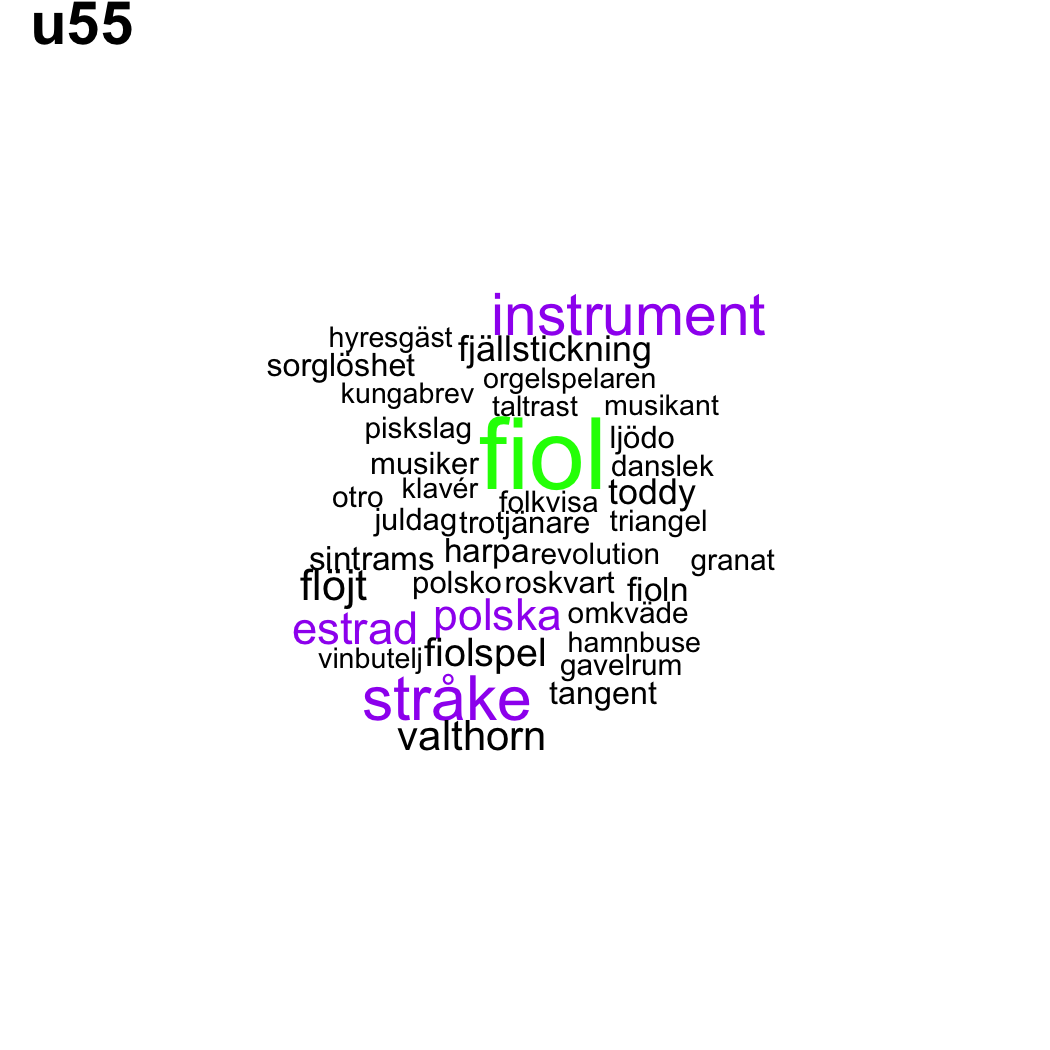 u55
instrument
hyresgäst fjällstickning
sorglöshet
orgelspelaren
kungabrev
taltrast musikant
piskslag fiol ljödo
musiker danslek
otro klavér folkvisa toddy
juldag trotjänare triangel
sintrams harpa revolution granat
flöjt polsko roskvart fioln
estrad polska omkväde
vinbutelj fiolspel hamnbuse
gavelrum
stråke tangent
valthorn